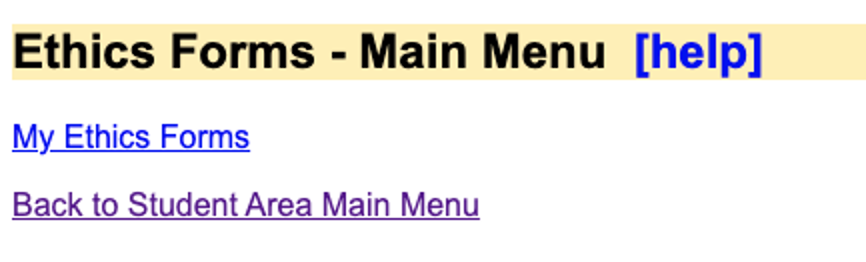 Ethics Forms - Main Menu [help]
My Ethics Forms
Back to Student Area Main Menu